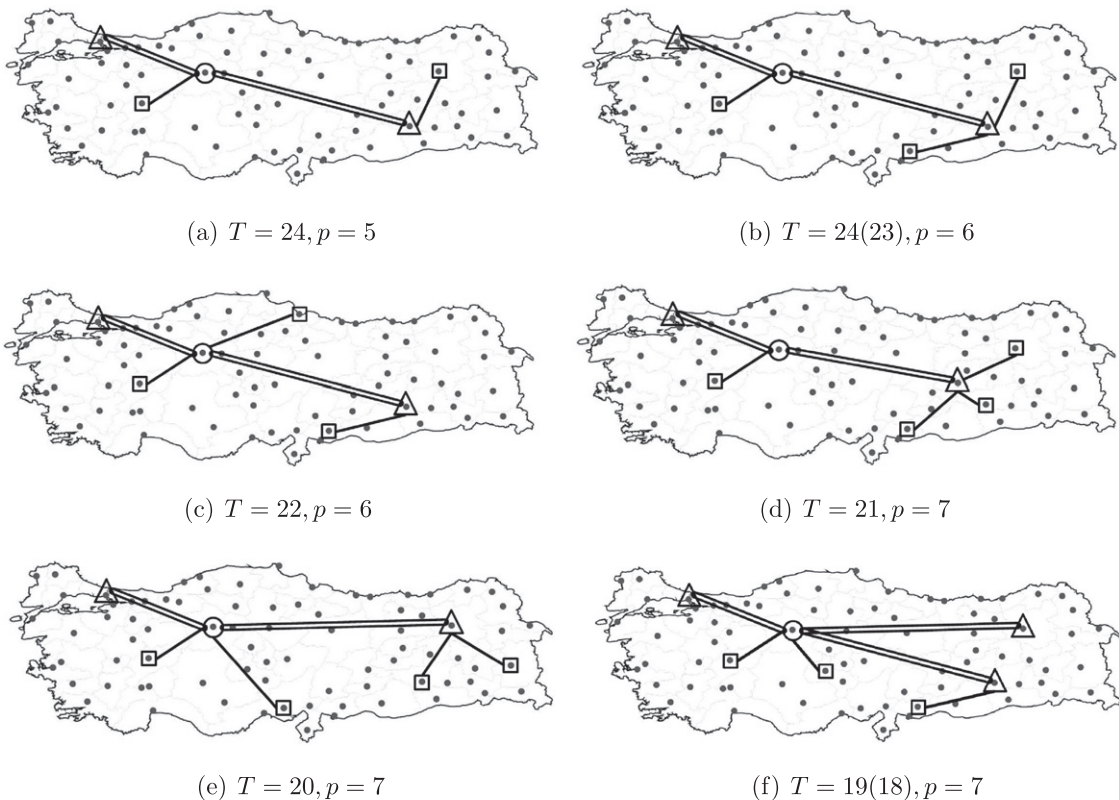 (a) T = 24, p = 5
(b) T = 24(23), p = 6
(c) T = 22, p = 6
(d) T = 21, p = 7
(e) T = 20, p = 7
(f) T = 19(18), p = 7